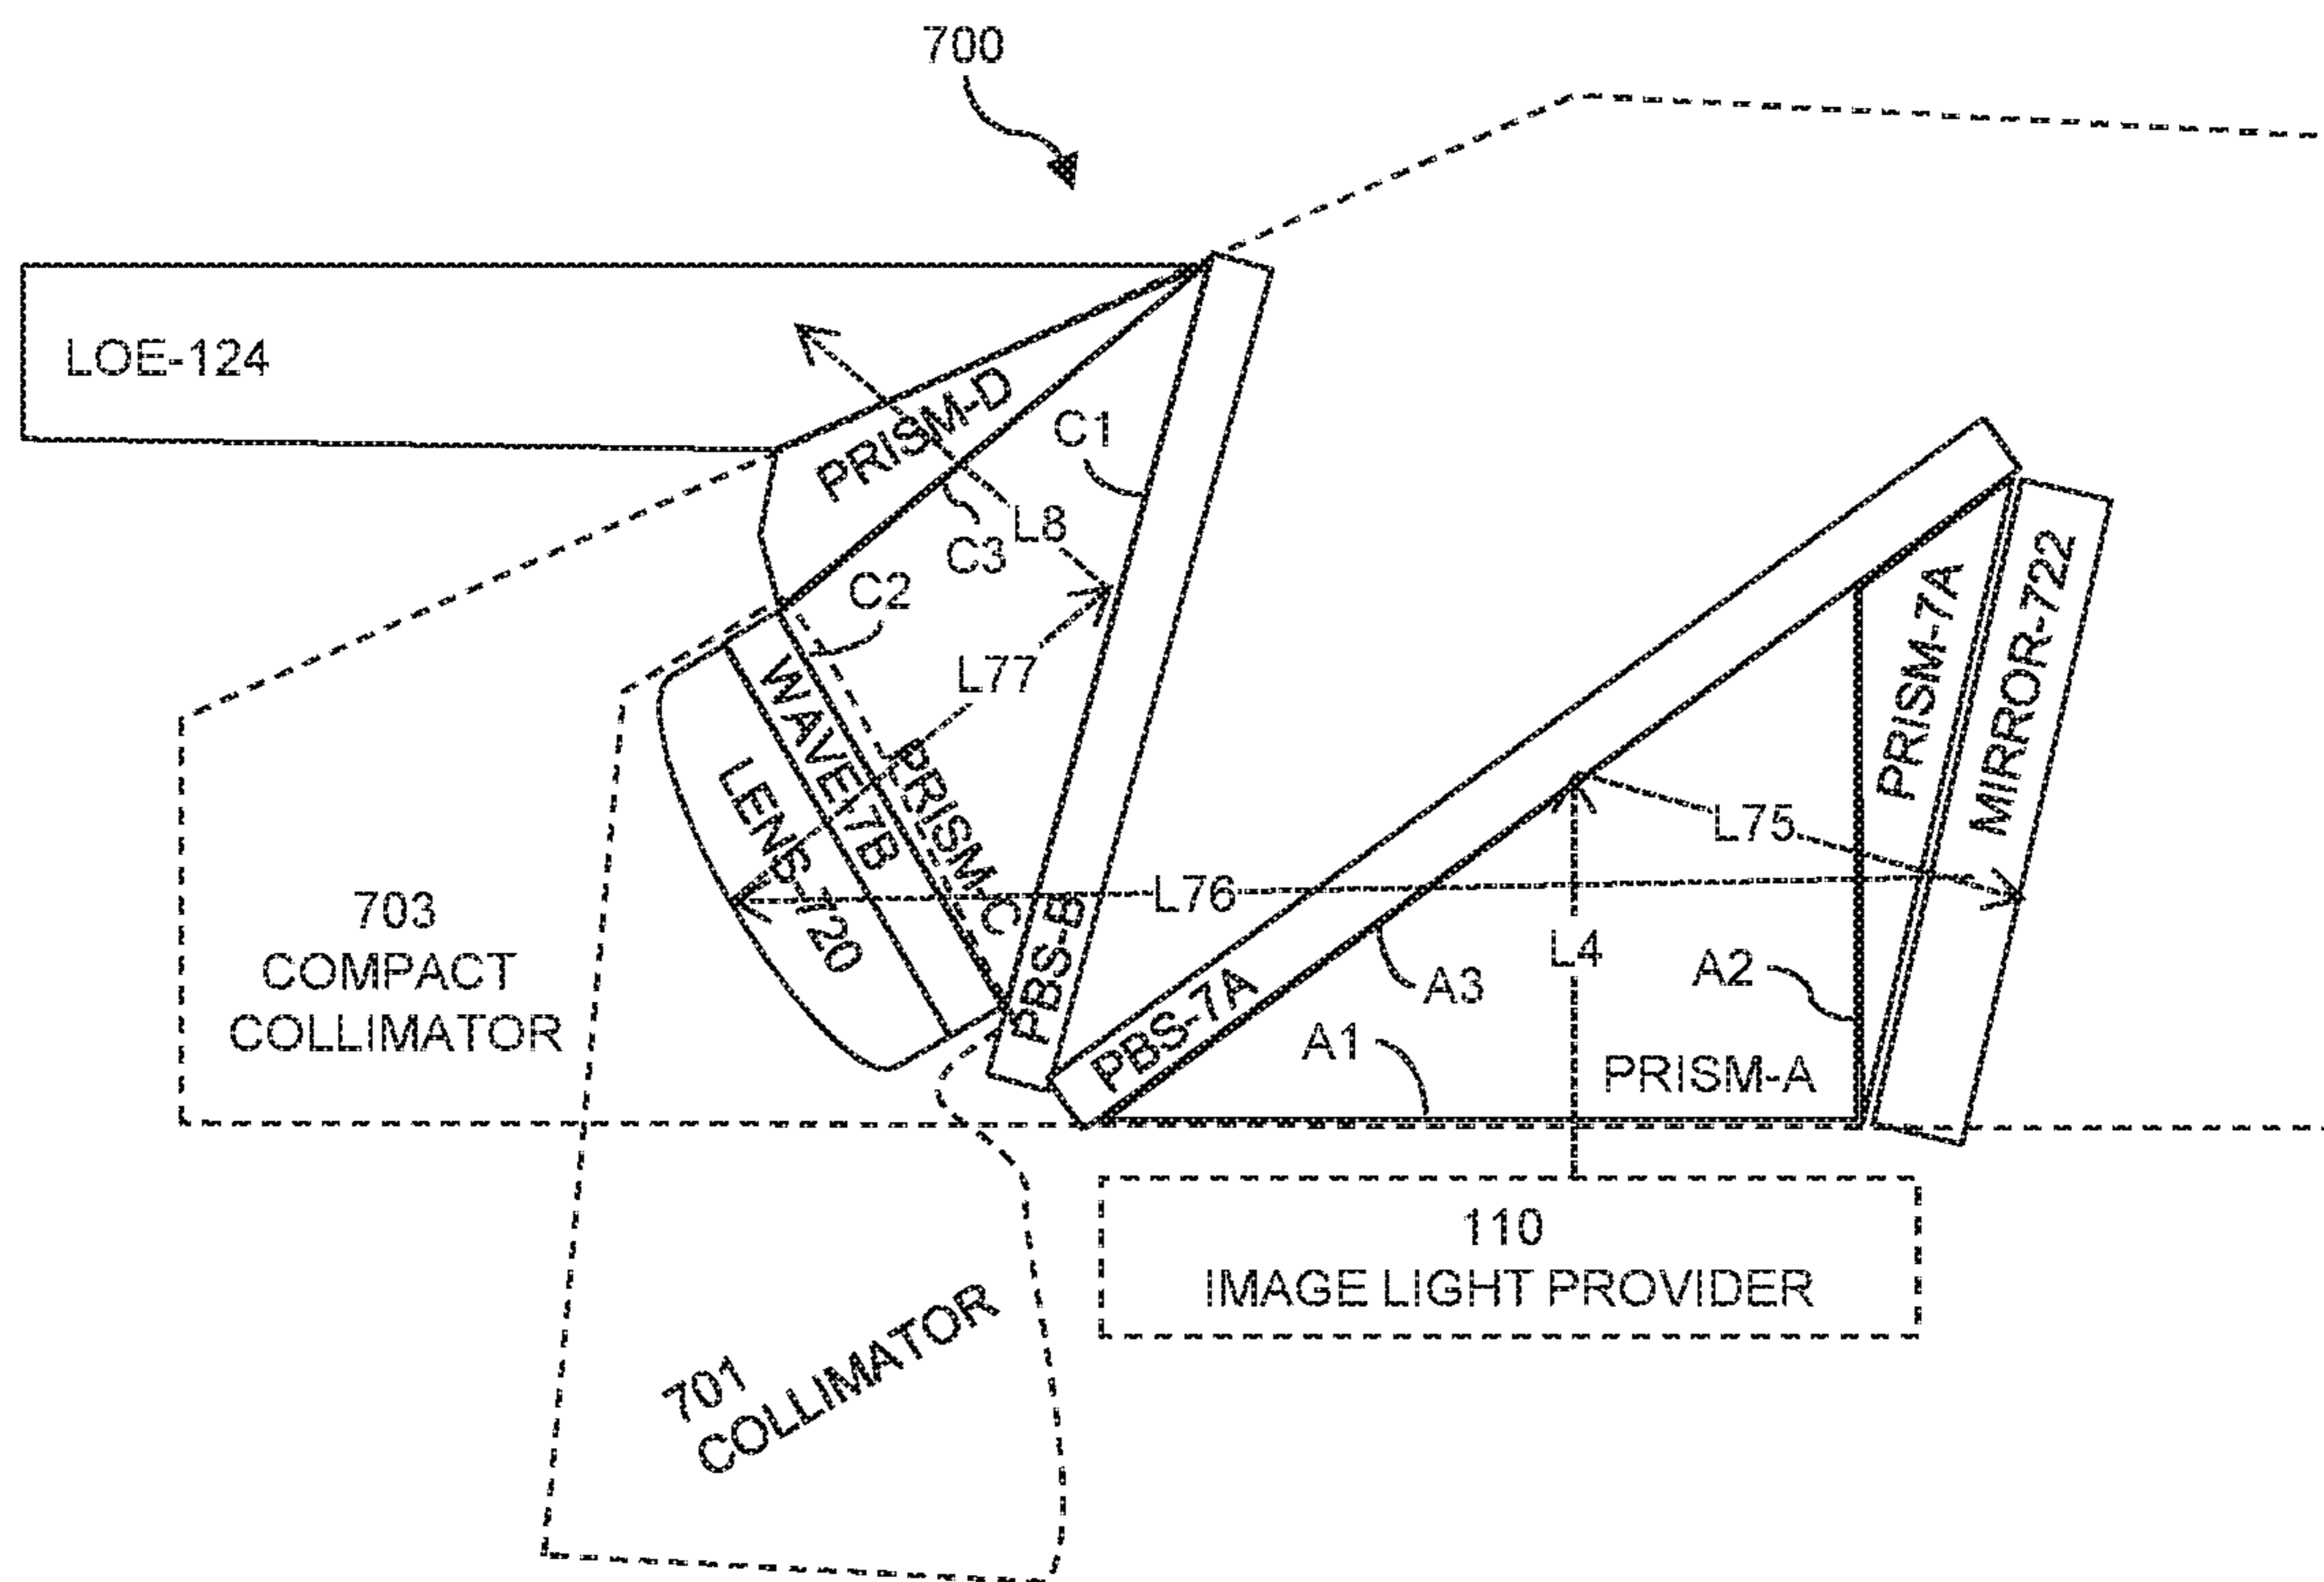 700
LOE-124
PRISM-D
C1
L8
C3
C2
L77
WAVE-7B
LENS-720
PRISM-C
PBS-B
L76
PBS-7A
A3
L4
L75
A2
A1
PRISM-A
PRISM-7A
MIRROR-722
703
COMPACT
COLLIMATOR
110
IMAGE LIGHT PROVIDER
701
COLLIMATOR